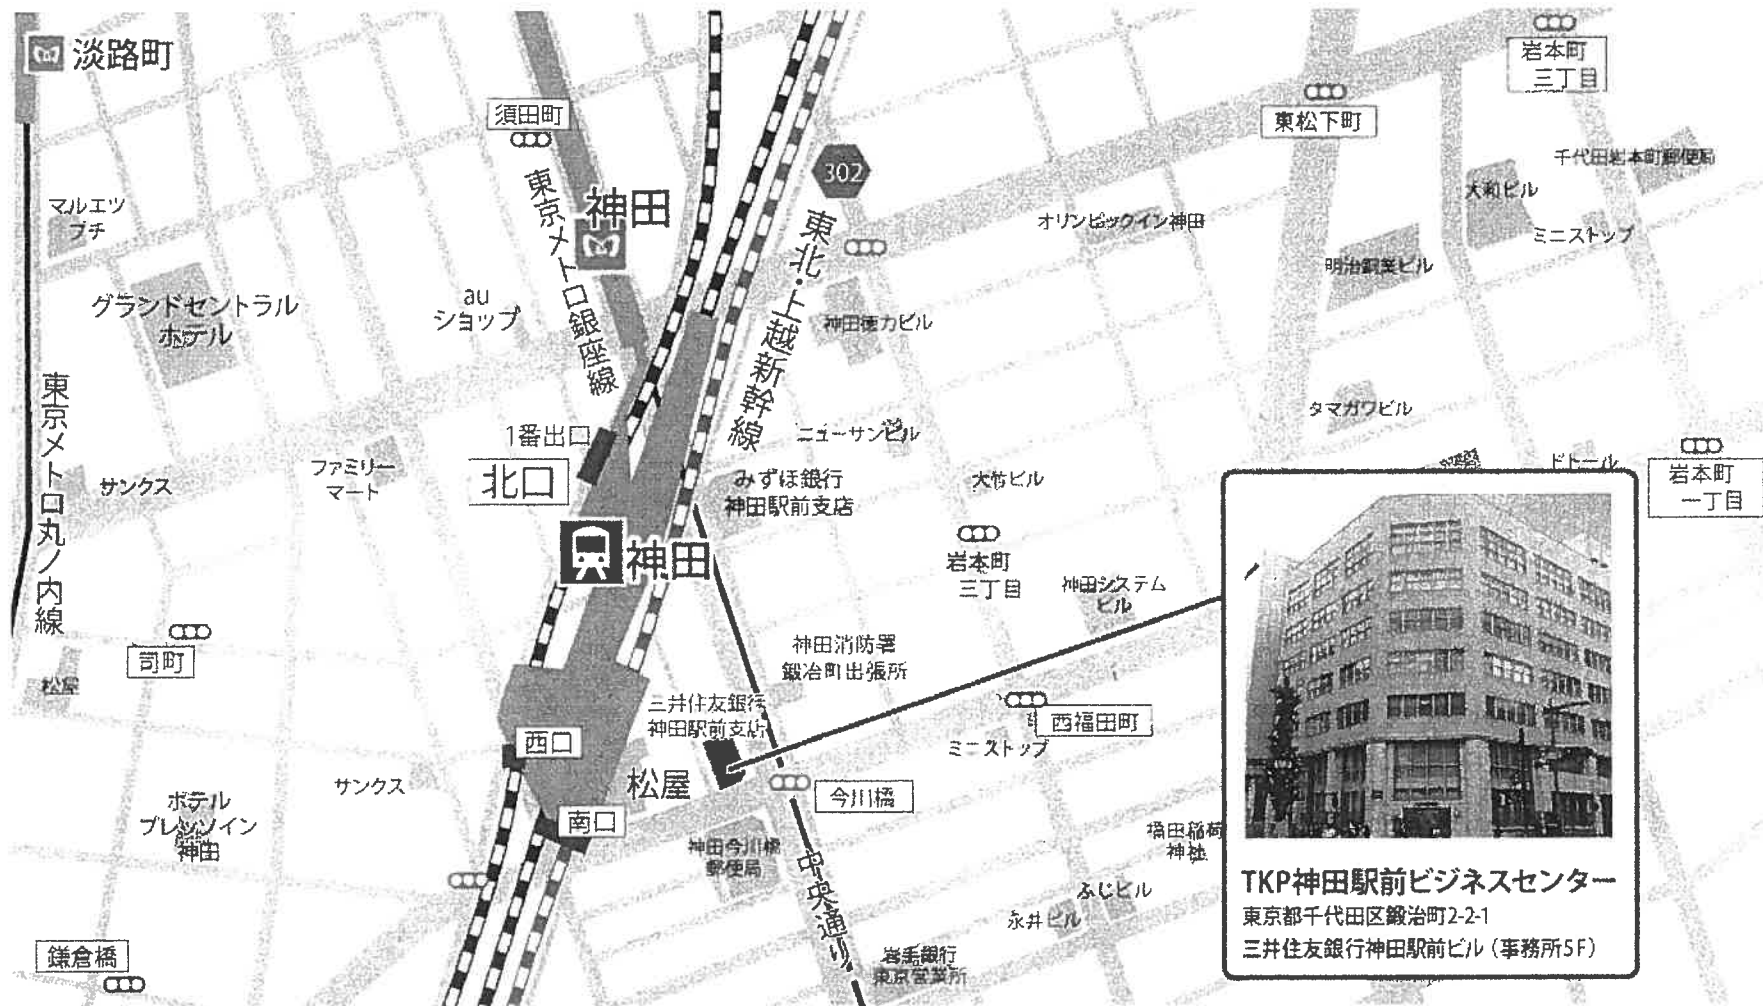 淡路町
須田町
302
岩本町
三丁目
東松下町
千代田岩本町郵便局
大和ビル
ミニストップ
オリンピックイン神田
明治鋼業ビル
マルエツ
プチ
神田
東京メトロ銀座線
東北・上越新幹線
グランドセントラル
ホテル
au
ショップ
神田徳力ビル
東京メトロ丸ノ内線
タマガワビル
1番出口
北口
ニューサンビル
ファミリー
マート
サンクス
みずほ銀行
神田駅前支店
大竹ビル
ドトール
岩本町
一丁目
神田
岩本町
三丁目
神田システム
ビル
司町
松屋
神田消防署
鍛冶町出張所
三井住友銀行
神田駅前支店
西福田町
ミニストップ
西口
松屋
今川橋
サンクス
南口
ホテル
ブレッソイン
神田
神田今川橋
郵便局
中央通り
神社
ふじビル
永井ビル
岩手銀行
東京営業所
鎌倉橋
TKP神田駅前ビジネスセンター
東京都千代田区鍛治町2-2-1
三井住友銀行神田駅前ビル（事務所5F）